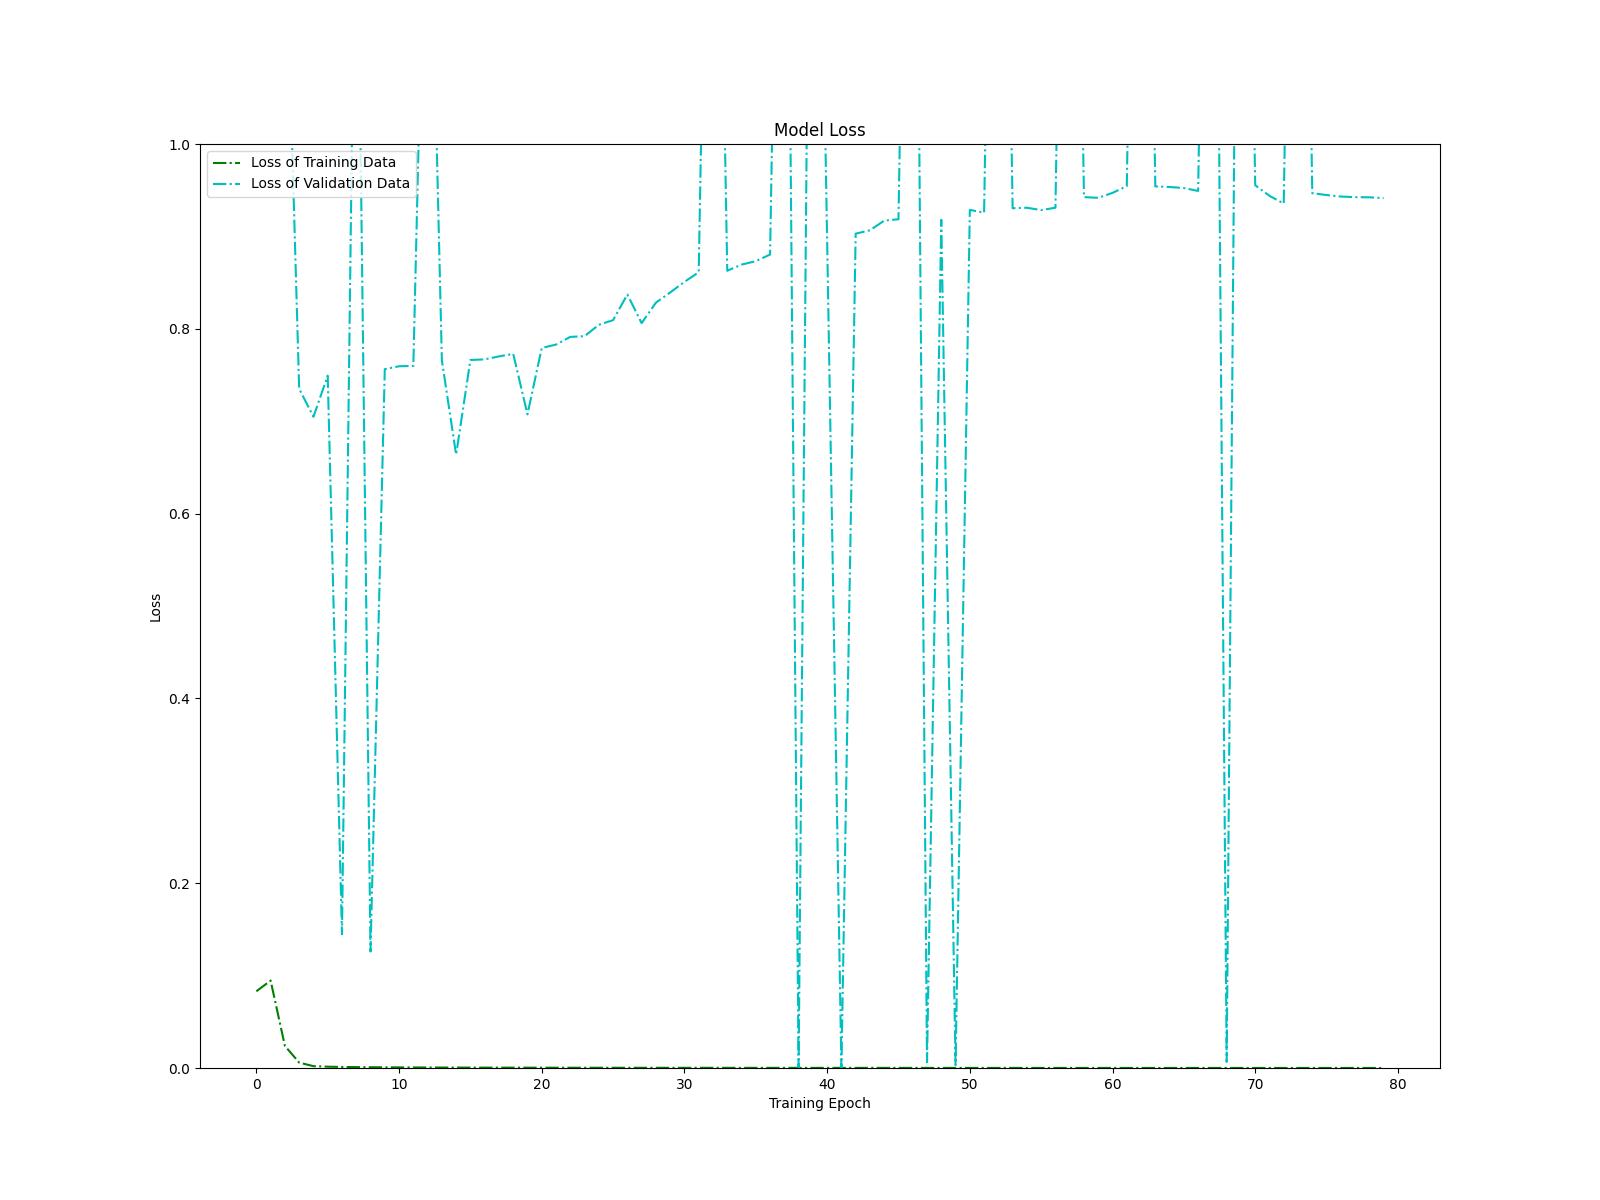 Model Loss
1.0
Loss of Training Data
Loss of Validation Data
0.8
0.6
Loss
0.4
0.2
0.0
0 10 20 30 40 50 60 70 80
Training Epoch